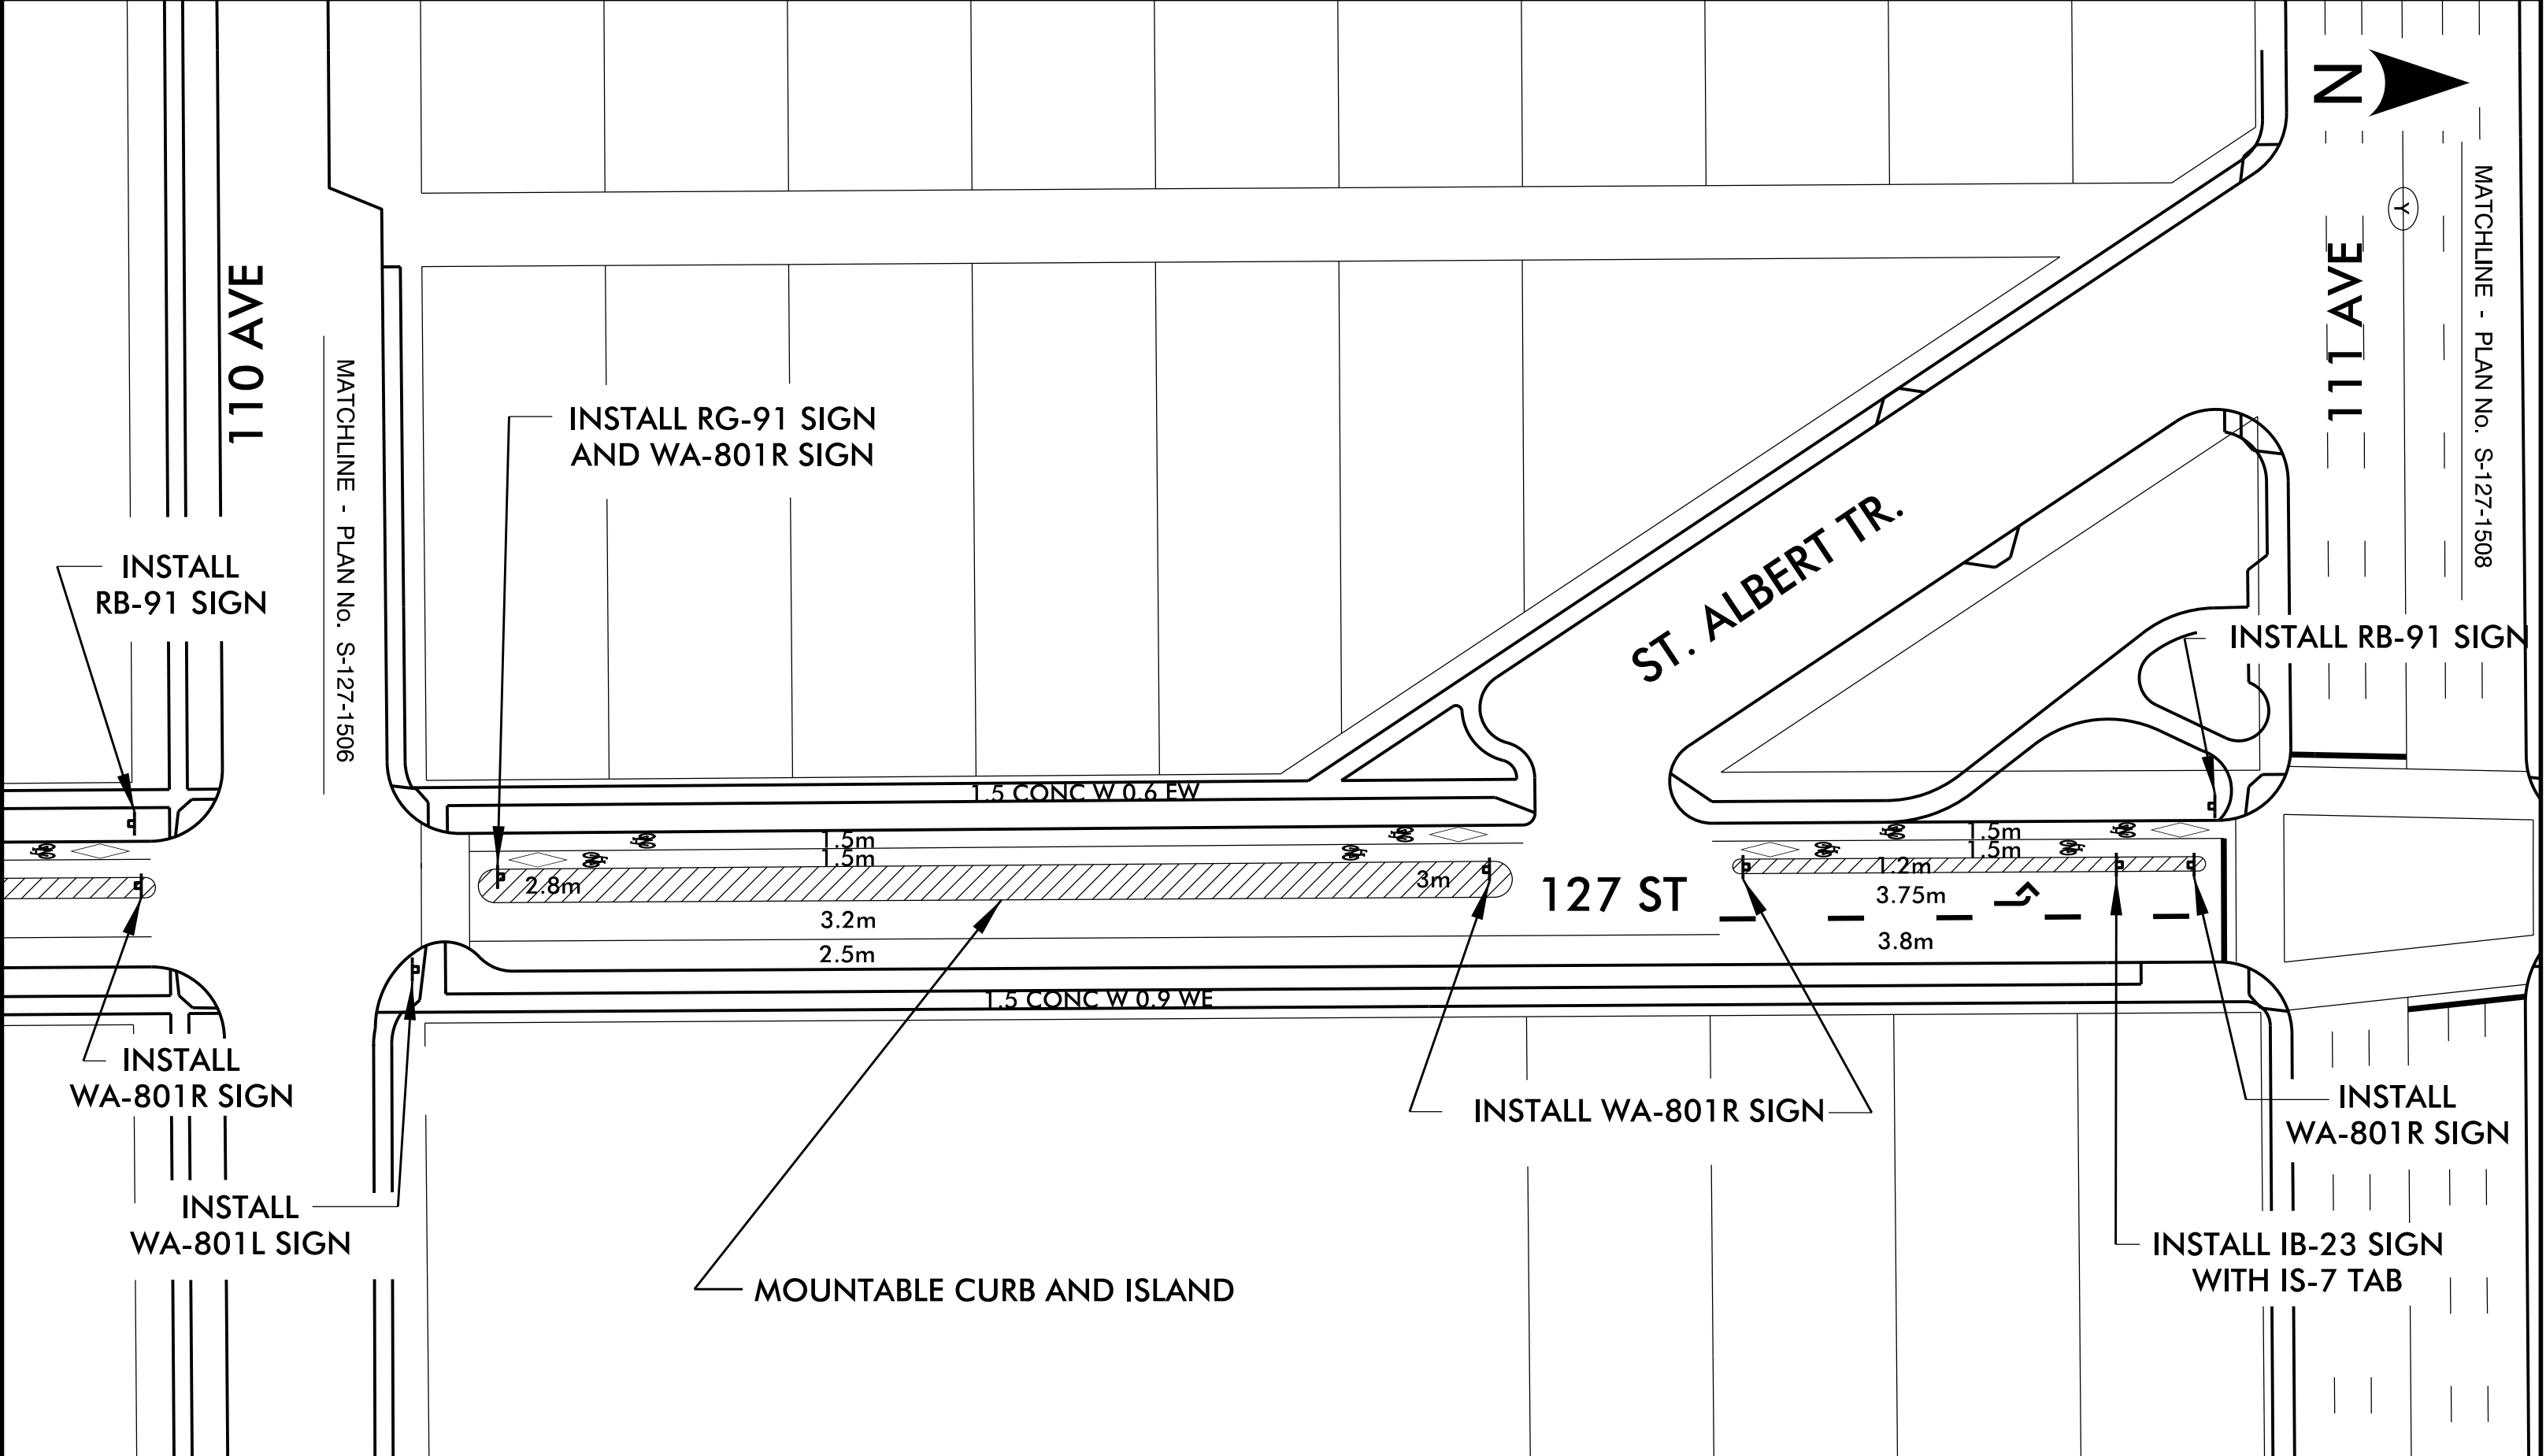 N
MATCHLINE - PLAN No. S-127-1508
Y
111 AVE
110 AVE
MATCHLINE - PLAN No. S-127-1506
INSTALL RG-91 SIGN
AND WA-801R SIGN
INSTALL
RB-91 SIGN
ST. ALBERT TR.
INSTALL RB-91 SIGN
1.5 CONC W 0.6 EW
1.5m
1.5m
2.8m
3m
3.2m
2.5m
127 ST
1.5m
1.5m
1.2m
3.75m
3.8m
1.5 CONC W 0.9 WE
INSTALL
WA-801R SIGN
INSTALL WA-801R SIGN
INSTALL
WA-801R SIGN
INSTALL
WA-801L SIGN
MOUNTABLE CURB AND ISLAND
INSTALL IB-23 SIGN
WITH IS-7 TAB